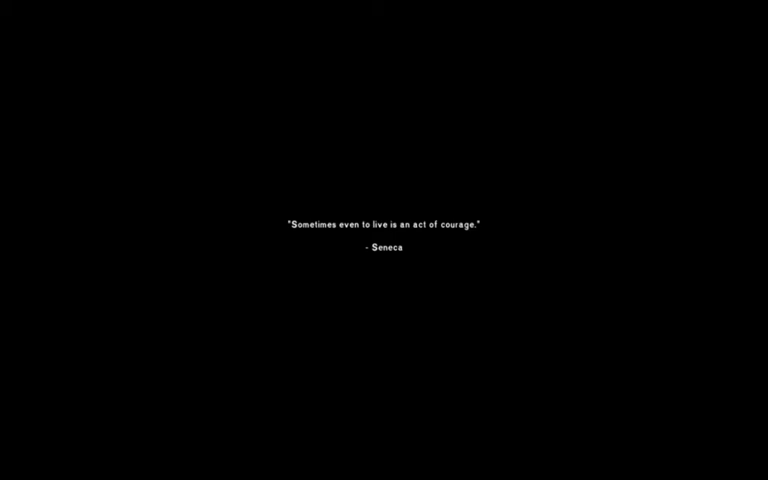 "Sometimes even to live is an act of courage."
- Seneca